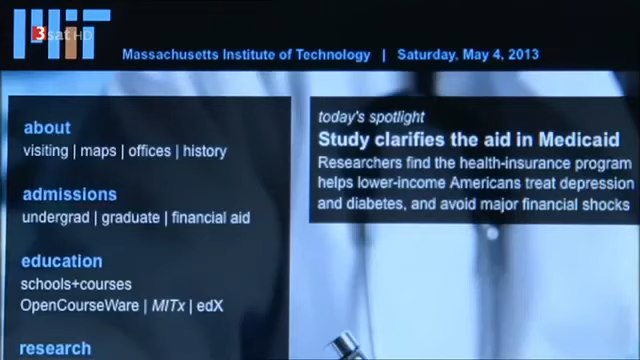 3sat HD
MIT
Massachusetts Institute of Technology | Saturday, May 4, 2013
about
visiting | maps | offices | history
admissions
undergrad | graduate | financial aid
education
schools+courses
OpenCourseWare | MITx | edX
research
today's spotlight
Study clarifies the aid in Medicaid
Researchers find the health-insurance program
helps lower-income Americans treat depression
and diabetes, and avoid major financial shocks